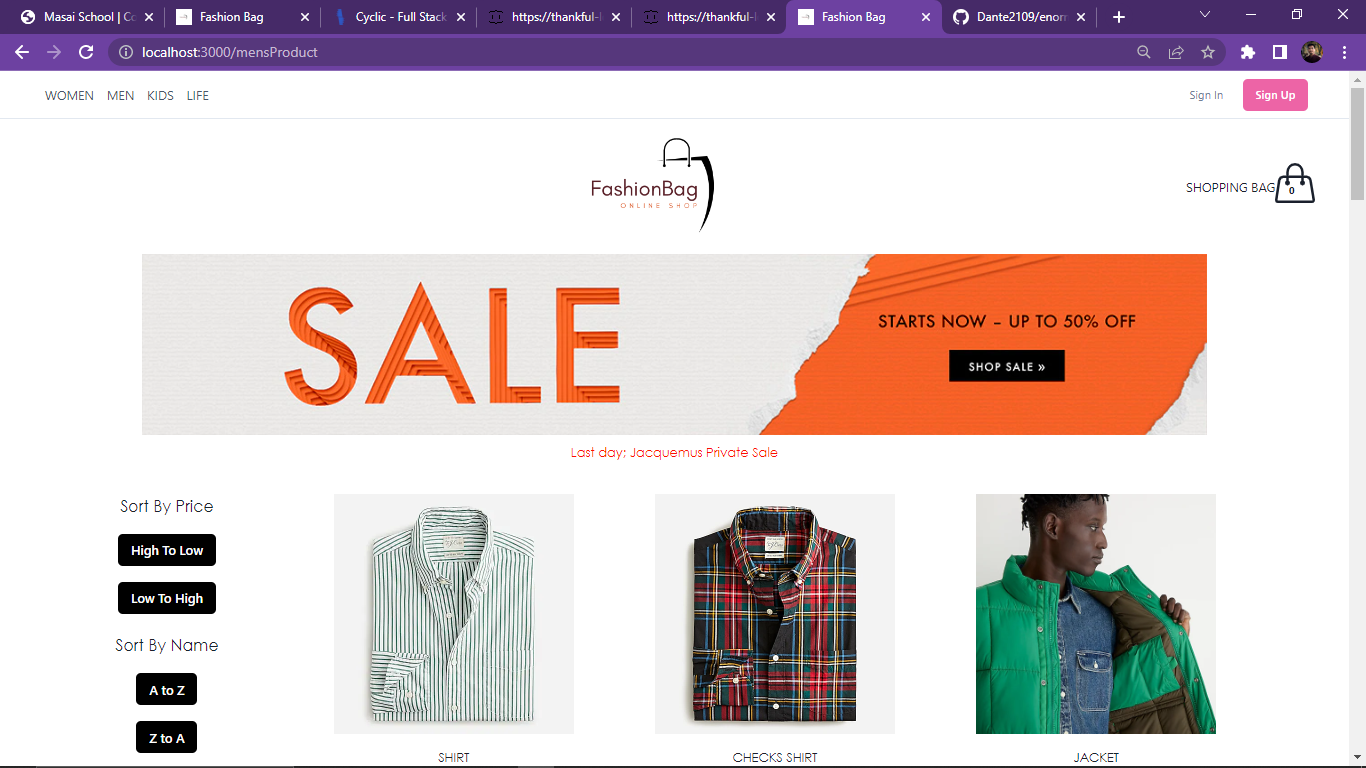 Masai School | Co
Fashion Bag
Cyclic - Full Stack
https://thankful-
https://thankful-
Fashion Bag
Dante2109/enorm
localhost:3000/mensProduct
WOMEN MEN KIDS LIFE
Sign In
Sign Up
FashionBag
ONLINE SHOP
SHOPPING BAG
0
SALE
STARTS NOW – UP TO 50% OFF
SHOP SALE »
Last day; Jacquemus Private Sale
Sort By Price
High To Low
Low To High
Sort By Name
A to Z
Z to A
SHIRT
CHECKS SHIRT
JACKET